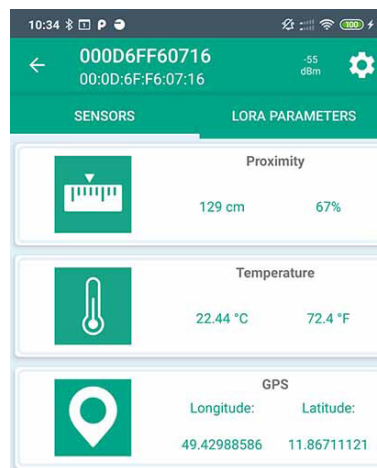 10:34
100
000D6FF60716
00:0D:6F:F6:07:16
-55
dBm
SENSORS LORA PARAMETERS
Proximity
129 cm 67%
Temperature
22.44 °C 72.4 °F
GPS
Longitude: Latitude:
49.42988586 11.86711121